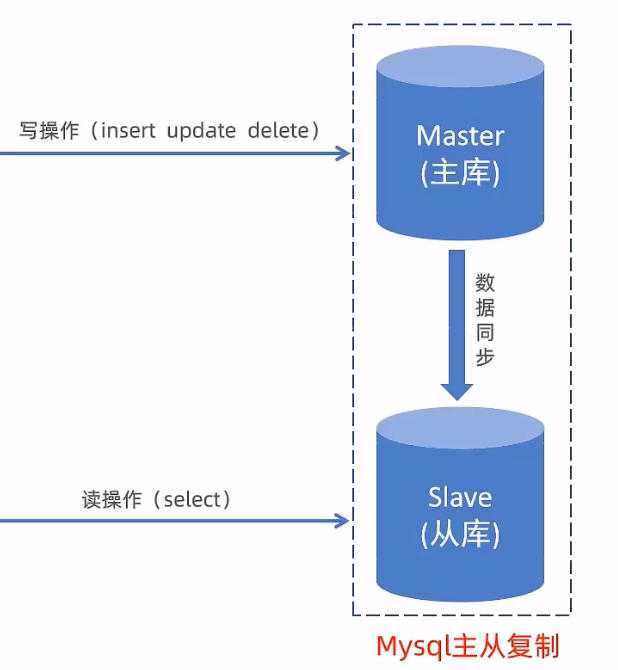 写操作（insert update delete）
Master
(主库)
数据同步
读操作（select）
Slave
(从库)
Mysql主从复制